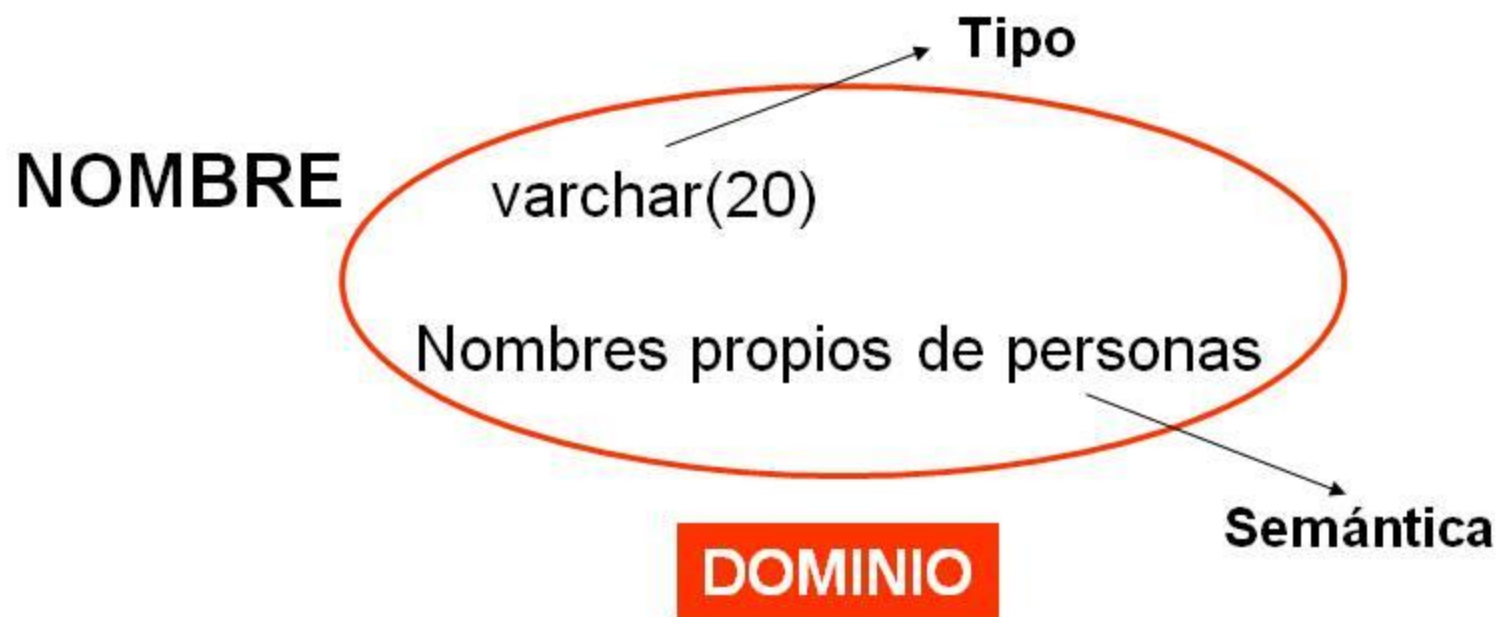 Tipo
NOMBRE
varchar(20)
Nombres propios de personas
Semántica
DOMINIO